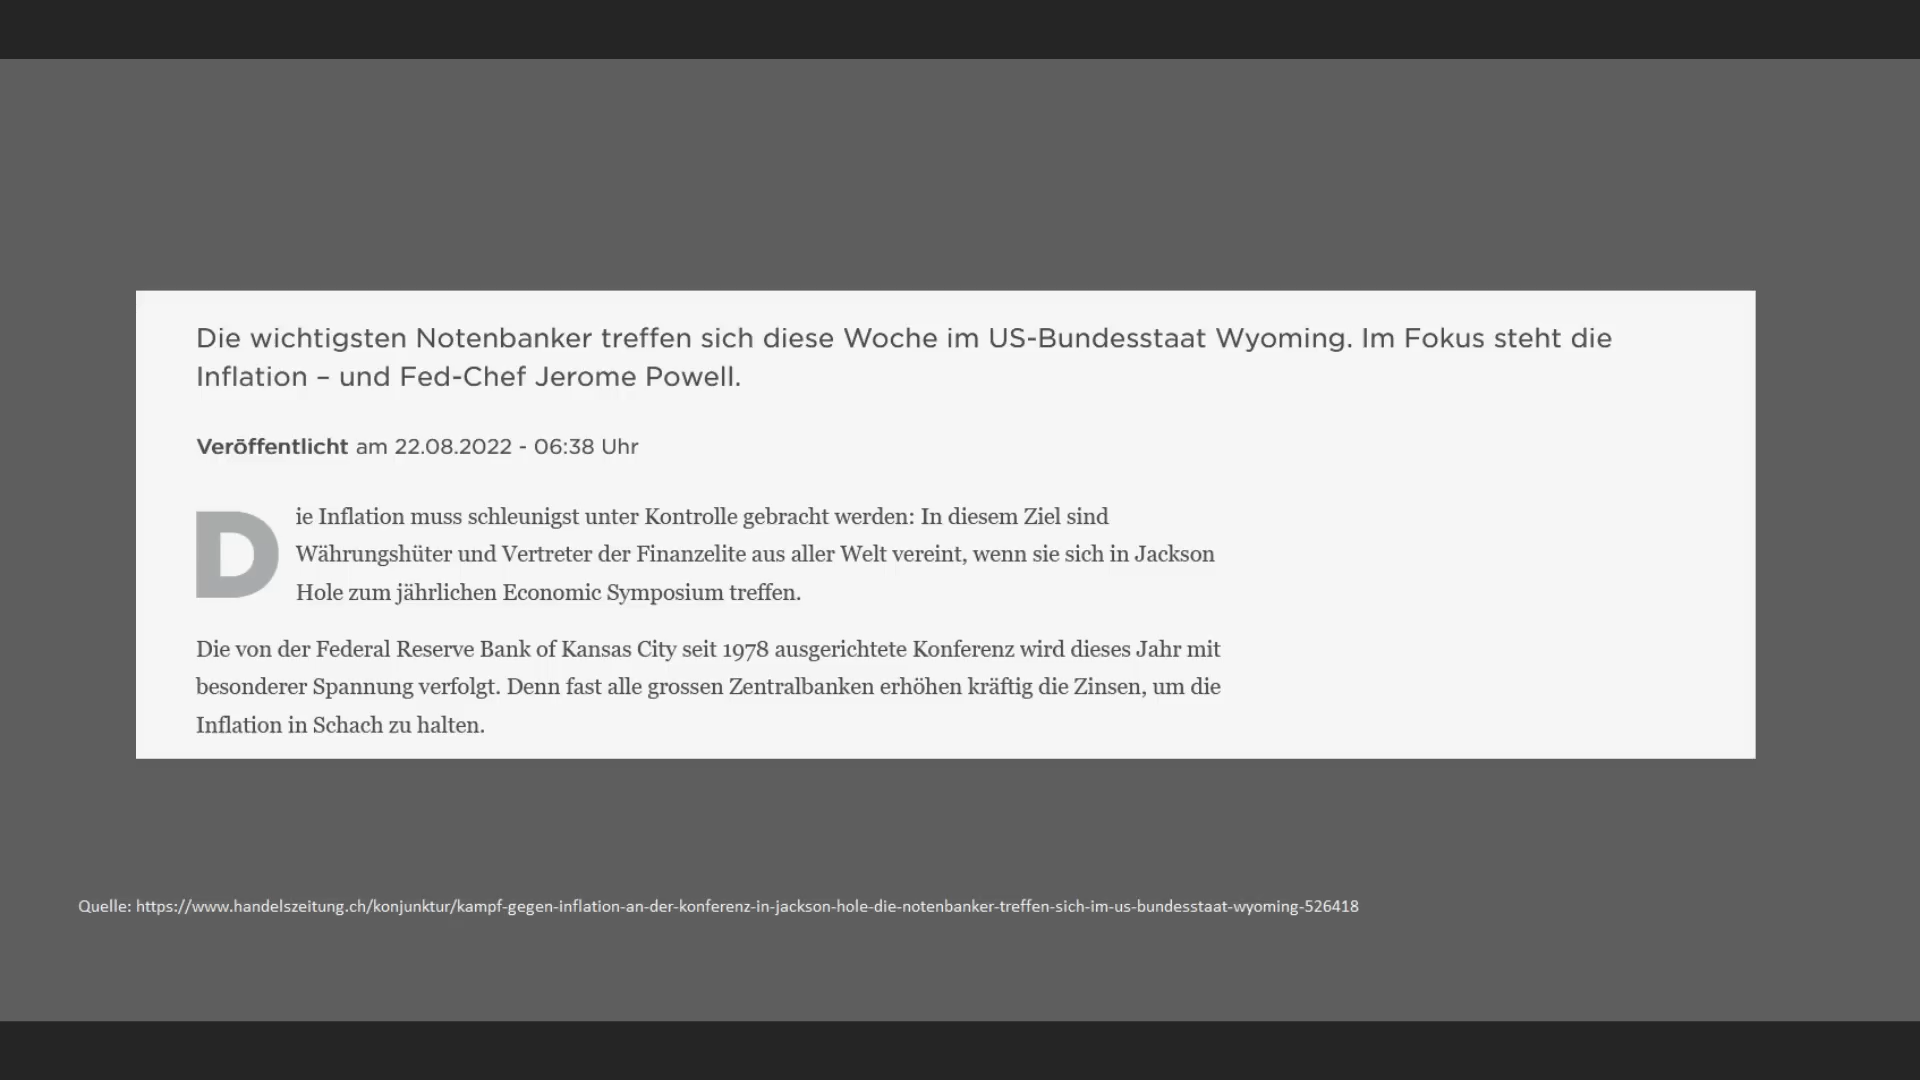 Die wichtigsten Notenbanker treffen sich diese Woche im US-Bundesstaat Wyoming. Im Fokus steht die
Inflation – und Fed-Chef Jerome Powell.
Veröffentlicht am 22.08.2022 - 06:38 Uhr
Die Inflation muss schleunigst unter Kontrolle gebracht werden: In diesem Ziel sind
Währungshüter und Vertreter der Finanzelite aus aller Welt vereint, wenn sie sich in Jackson
Hole zum jährlichen Economic Symposium treffen.
Die von der Federal Reserve Bank of Kansas City seit 1978 ausgerichtete Konferenz wird dieses Jahr mit
besonderer Spannung verfolgt. Denn fast alle grossen Zentralbanken erhöhen kräftig die Zinsen, um die
Inflation in Schach zu halten.
Quelle: https://www.handelszeitung.ch/konjunktur/kampf-gegen-inflation-an-der-konferenz-in-jackson-hole-die-notenbanker-treffen-sich-im-us-bundesstaat-wyoming-526418